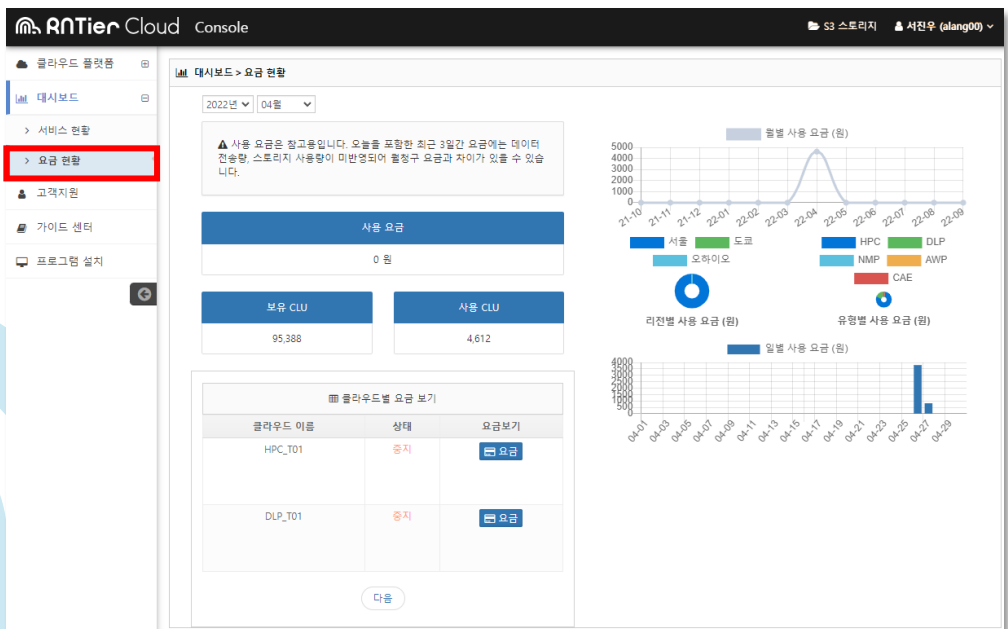 RNTier Cloud Console
S3 스토리지
서진우 (alang00)
클라우드 플랫폼
대시보드
> 서비스 현황
> 요금 현황
고객지원
가이드 센터
프로그램 설치
대시보드 > 요금 현황
2022년
04월
사용 요금은 참고용입니다. 오늘을 포함한 최근 3일간 요금에는 데이터
전송량, 스토리지 사용량이 미반영되어 월청구 요금과 차이가 있을 수 있습
니다.
사용 요금
0 원
보유 CLU
사용 CLU
95,388
4,612
클라우드별 요금 보기
클라우드 이름 상태 요금보기
HPC_T01 중지 요금
DLP_T01 중지 요금
다음
월별 사용 요금 (원)
5000
4000
3000
2000
1000
0
21-10 21-11 21-12 22-01 22-02 22-03 22-04 22-05 22-06 22-07 22-08 22-09
서울 도쿄
오하이오
리전별 사용 요금 (원)
HPC DLP
NMP AWP
CAE
유형별 사용 요금 (원)
일별 사용 요금 (원)
4000
3500
3000
2500
2000
1500
1000
500
0
04-01 04-03 04-05 04-07 04-09 04-11 04-13 04-15 04-17 04-19 04-21 04-23 04-25 04-27 04-29